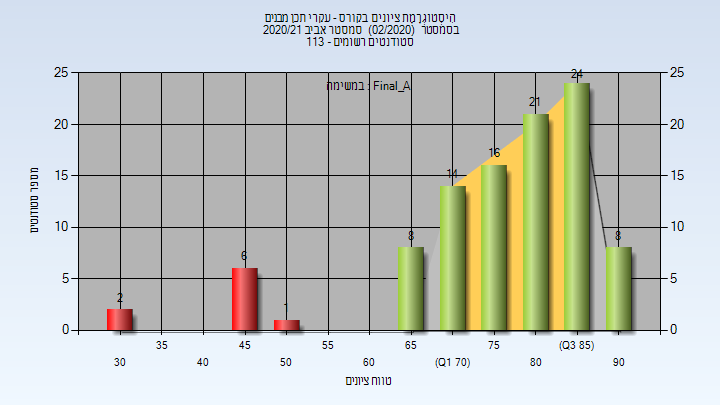 היסטוגרמת ציונים בקורס - עקרי תכן מבנים
בסמסטר (02/2020) סמסטר אביב 2020/21
סטודנטים רשומים - 113
במשימה : Final_A
מספר סטודנטים
25 20 15 10 5 0
25 20 15 10 5 0
2 6 1 8 14 16 21 24 8
35 45 55 65 75 (Q3 85)
30 40 50 60 (Q1 70) 80 90
טווח ציונים